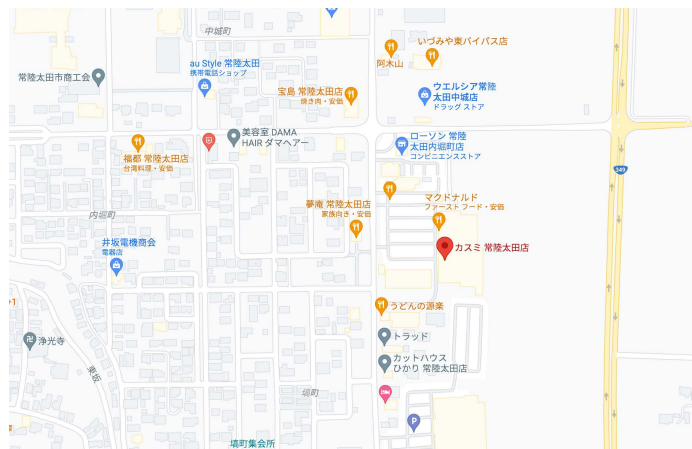 中城町
いづみや東バイパス店
阿木山
au Style 常陸太田
携帯電話ショップ
常陸太田市商工会
宝島 常陸太田店
焼き肉・安価
ウエルシア常陸
太田中城店
ドラッグ ストア
美容室 DAMA
HAIR ダマヘアー
ローソン 常陸
太田内堀町店
コンビニエンスストア
福都 常陸太田店
台湾料理・安価
349
夢庵 常陸太田店
家族向き・安価
マクドナルド
ファースト フード・安価
内堀町
井坂電機商会
電器店
カスミ 常陸太田店
うどんの源楽
浄光寺
トラッド
カットハウス
ひかり 常陸太田店
東坂
塙町
P
塙町集会所